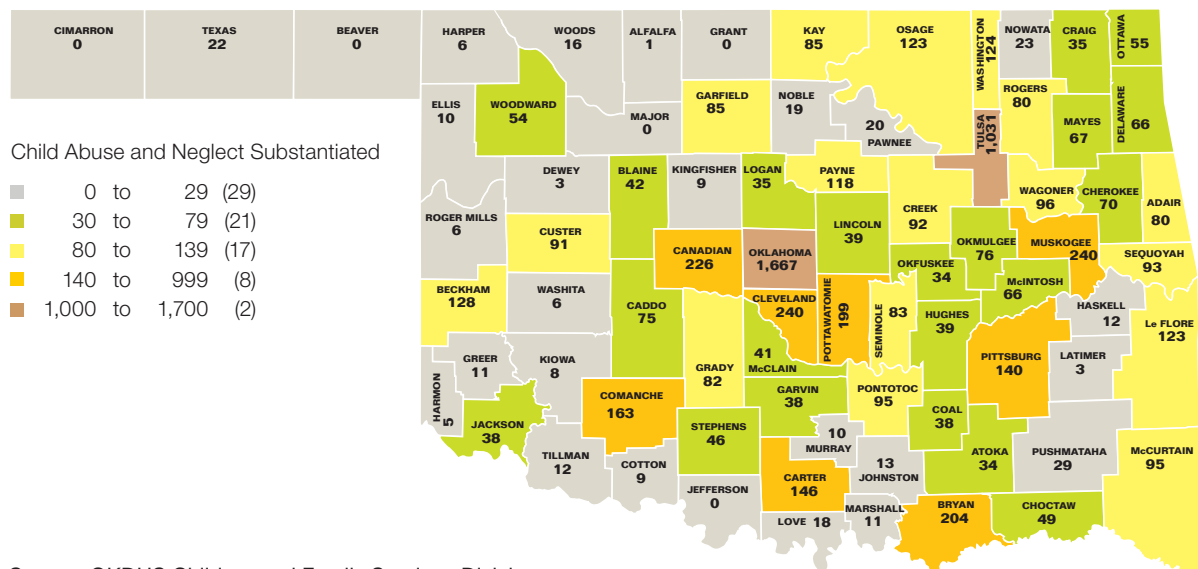 CIMARRON
0
TEXAS
22
BEAVER
0
HARPER
6
WOODS
16
ALFALFA
1
GRANT
0
KAY
85
OSAGE
123
WASHINGTON
124
NOWATA
23
CRAIG
35
OTTAWA
55
ELLIS
10
WOODWARD
54
MAJOR
0
GARFIELD
85
NOBLE
19
20
PAWNEE
TULSA
1,031
ROGERS
80
MAYES
67
DELAWARE
66
Child Abuse and Neglect Substantiated
0 to 29 (29)
30 to 79 (21)
80 to 139 (17)
140 to 999 (8)
1,000 to 1,700 (2)
DEWEY
3
BLAINE
42
KINGFISHER
9
LOGAN
35
PAYNE
118
CREEK
92
WAGONER
96
CHEROKEE
70
ADAIR
80
ROGER MILLS
6
CUSTER
91
CANADIAN
226
OKLAHOMA
1,667
LINCOLN
39
OKFUSKEE
34
OKMULGEE
76
MUSKOGEE
240
SEQUOYAH
93
BECKHAM
128
WASHITA
6
CADDO
75
CLEVELAND
240
POTTAWATOMIE
199
SEMINOLE
83
HUGHES
39
McINTOSH
66
HASKELL
12
Le FLORE
123
GREER
11
KIOWA
8
GRADY
82
41
McCLAIN
PITTSBURG
140
LATIMER
3
HARMON
5
JACKSON
38
COMANCHE
163
GARVIN
38
PONTOTOC
95
COAL
38
STEPHENS
46
10
MURRAY
ATOKA
34
PUSHMATAHA
29
McCURTAIN
95
TILLMAN
12
COTTON
9
CARTER
146
13
JOHNSTON
JEFFERSON
0
LOVE 18
MARSHALL
11
BRYAN
204
CHOCTAW
49